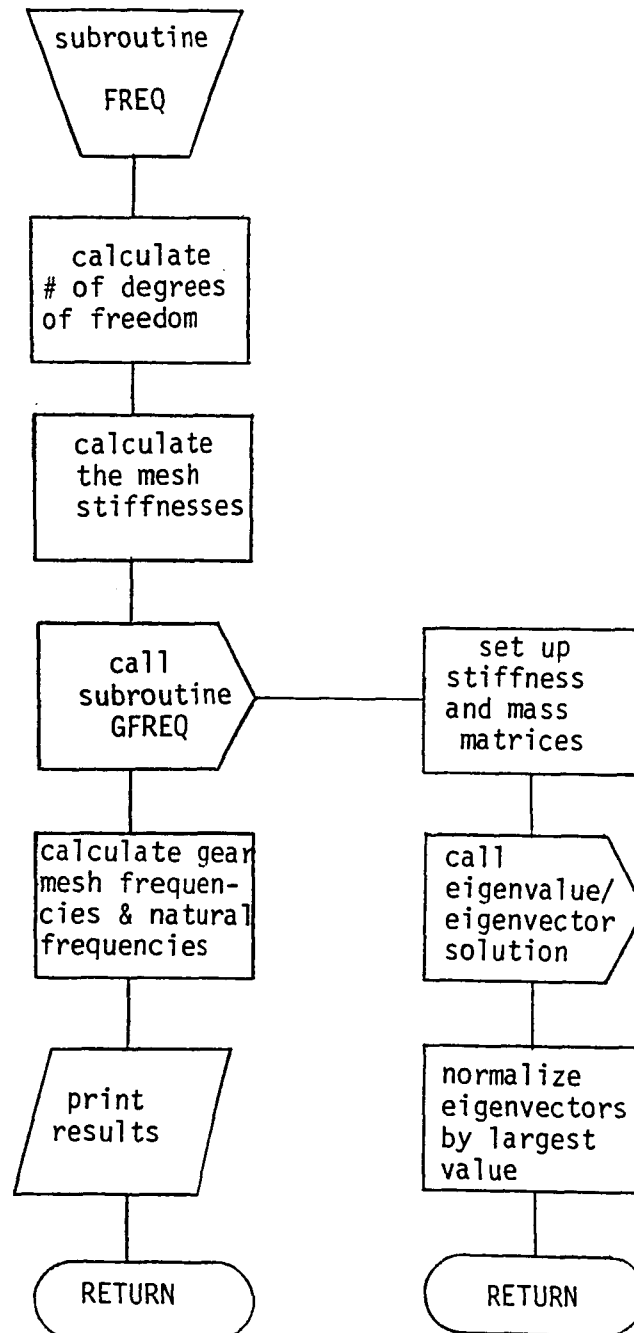 subroutine
FREQ
calculate
# of degrees
of freedom
calculate
the mesh
stiffnesses
call
subroutine
GFREQ
calculate gear
mesh frequen-
cies & natural
frequencies
print
results
RETURN
set up
stiffness
and mass
matrices
call
eigenvalue/
eigenvector
solution
normalize
eigenvectors
by largest
value
RETURN